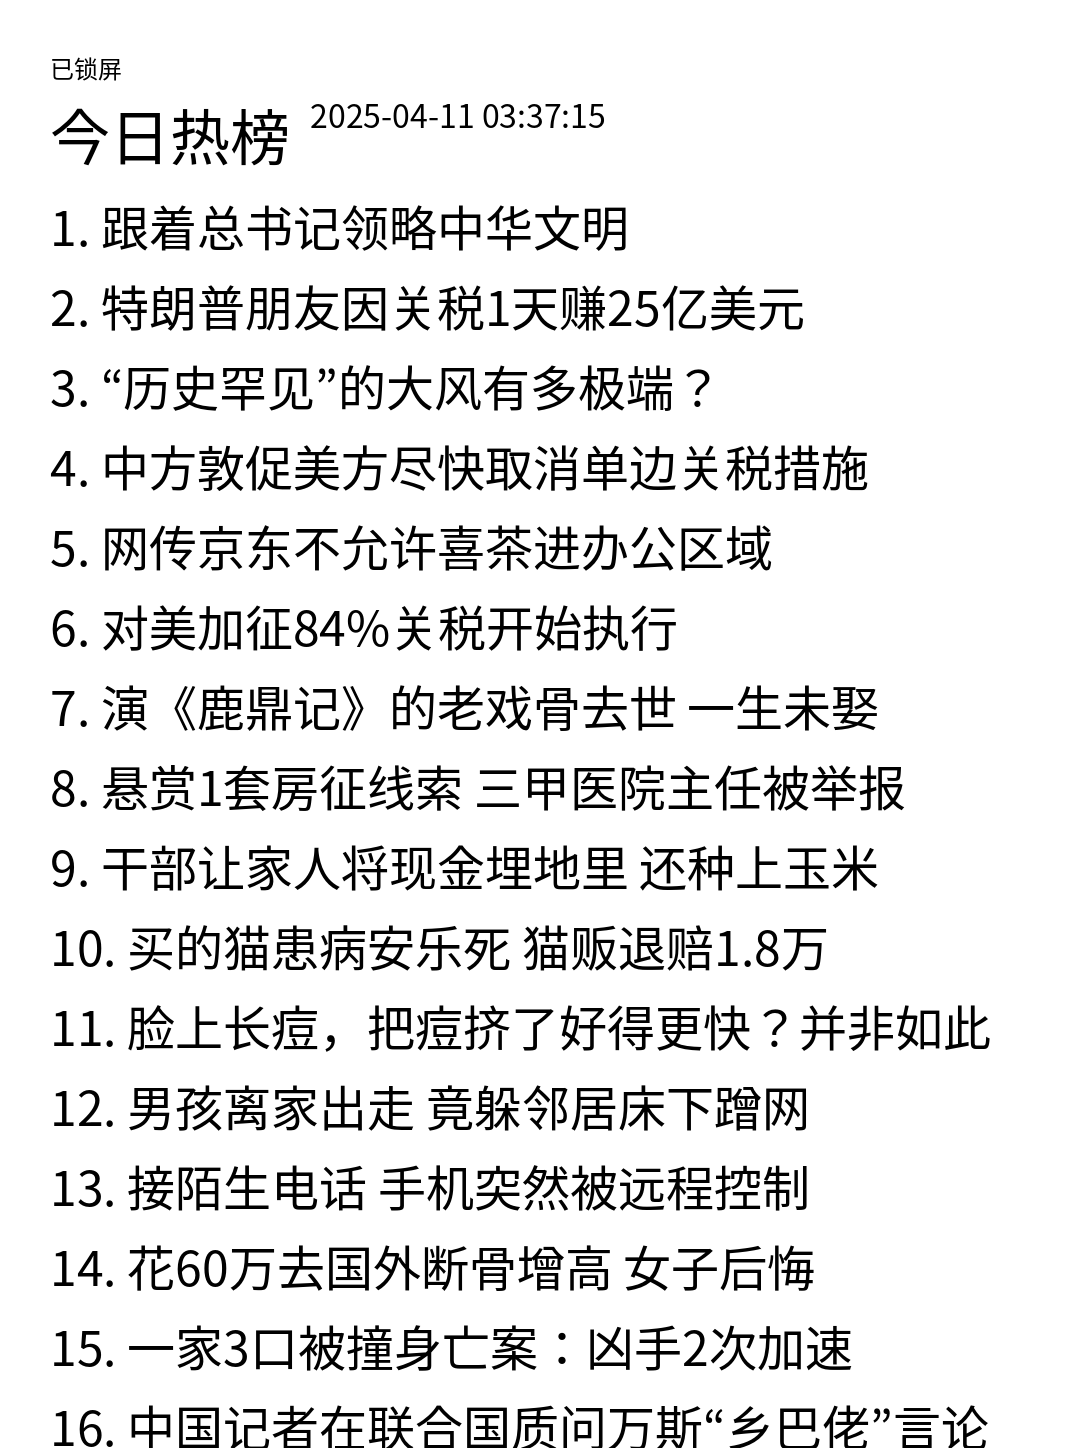 已锁屏
今日热榜 2025-04-11 03:37:15
1. 跟着总书记领略中华文明
2. 特朗普朋友因关税1天赚25亿美元
3. “历史罕见”的大风有多极端？
4. 中方敦促美方尽快取消单边关税措施
5. 网传京东不允许喜茶进办公区域
6. 对美加征84%关税开始执行
7. 演《鹿鼎记》的老戏骨去世 一生未娶
8. 悬赏1套房征线索 三甲医院主任被举报
9. 干部让家人将现金埋地里 还种上玉米
10. 买的猫患病安乐死 猫贩退赔1.8万
11. 脸上长痘，把痘挤了好得更快？并非如此
12. 男孩离家出走 竟躲邻居床下蹭网
13. 接陌生电话 手机突然被远程控制
14. 花60万去国外断骨增高 女子后悔
15. 一家3口被撞身亡案：凶手2次加速
16. 中国记者在联合国质问万斯“乡巴佬”言论